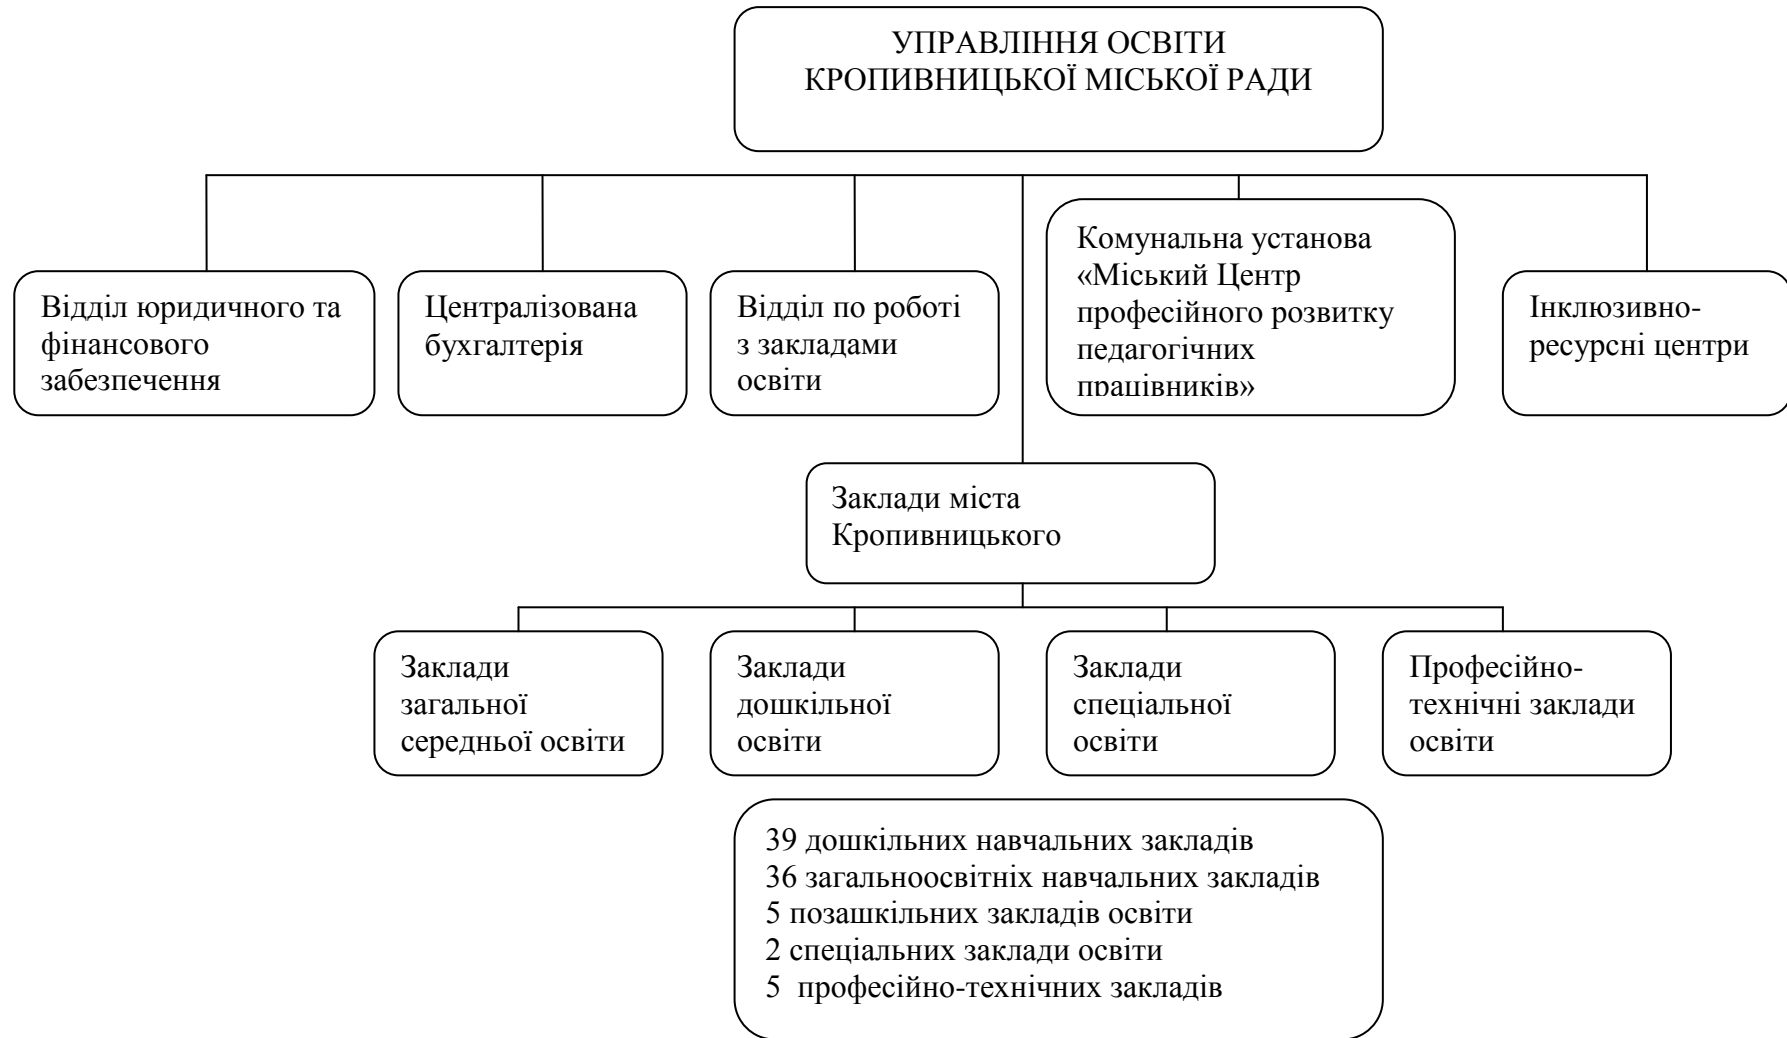 УПРАВЛІННЯ ОСВІТИ
КРОПИВНИЦЬКОЇ МІСЬКОЇ РАДИ
Відділ юридичного та
фінансового
забезпечення
Централізована
бухгалтерія
Відділ по роботі
з закладами
освіти
Комунальна установа
«Міський Центр
професійного розвитку
педагогічних
працівників»
Інклюзивно-
ресурсні центри
Заклади міста
Кропивницького
Заклади
загальної
середньої освіти
Заклади
дошкільної
освіти
Заклади
спеціальної
освіти
Професійно-
технічні заклади
освіти
39 дошкільних навчальних закладів
36 загальноосвітніх навчальних закладів
5 позашкільних закладів освіти
2 спеціальних заклади освіти
5 професійно-технічних закладів